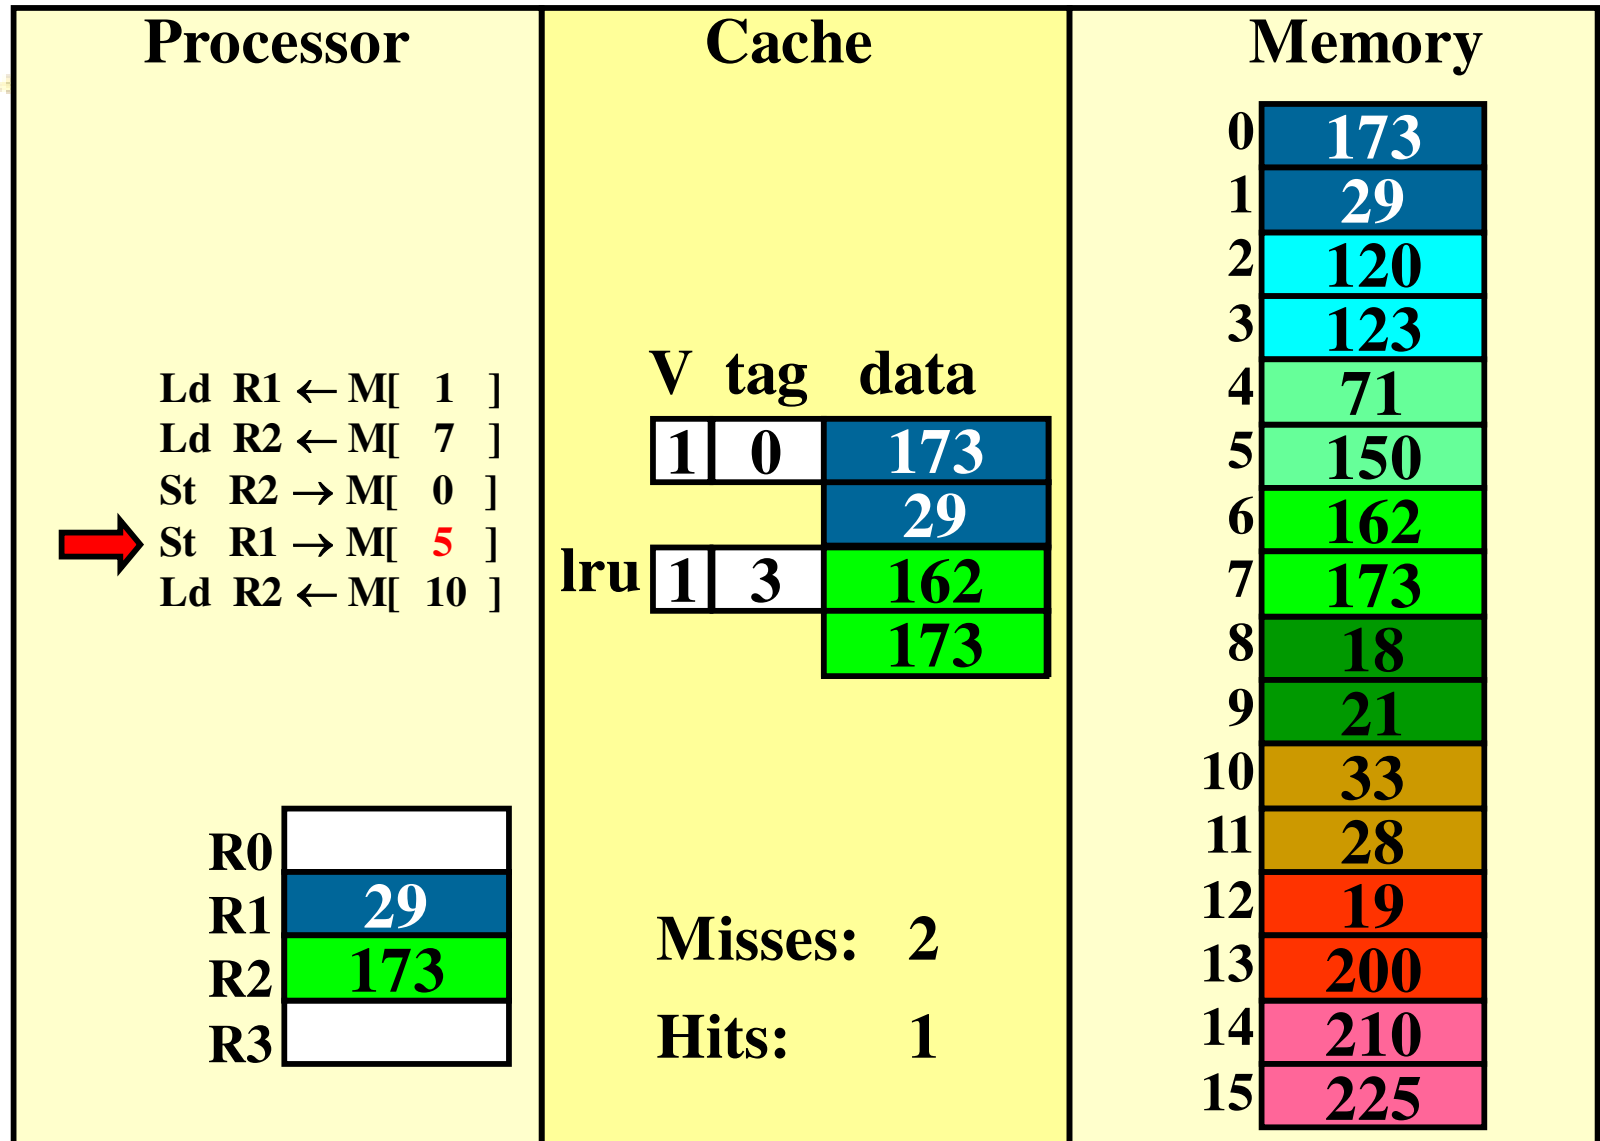 Processor
Ld R1 ← M[ 1 ]
Ld R2 ← M[ 7 ]
St R2 → M[ 0 ]
St R1 → M[ 5 ]
Ld R2 ← M[ 10 ]
R0
R1 29
R2 173
R3
Cache
V tag data
1 0 173
29
lru 1 3 162
173
Misses: 2
Hits: 1
Memory
0 173
1 29
2 120
3 123
4 71
5 150
6 162
7 173
8 18
9 21
10 33
11 28
12 19
13 200
14 210
15 225